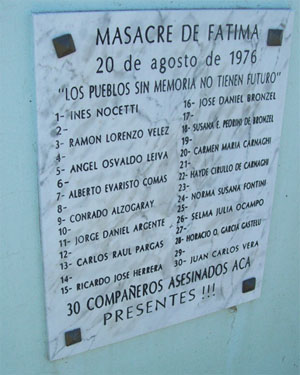 MASACRE DE FATIMA
20 de agosto de 1976
"LOS PUEBLOS SIN MEMORIA NO TIENEN FUTURO"
1- INES NOCETTI
2-
3- RAMON LORENZO VELEZ
4-
5- ANGEL OSVALDO LEIVA
6-
7- ALBERTO EVARISTO COMAS
8-
9- CONRADO ALZOGARAY
10-
11- JORGE DANIEL ARGENTE
12-
13- CARLOS RAUL PARGAS
14-
15- RICARDO JOSE HERRERA
16- JOSE DANIEL BRONZEL
17-
18- SUSANA E. PEDRINI DE BRONZEL
19-
20- CARMEN MARIA CARNAGHI
21-
22- HAYDE CIRULLO DE CARNAGHI
23-
24- NORMA SUSANA FONTINI
25-
26- SELMA JULIA OCAMPO
27-
28- HORACIO O. GARCIA GASTELU
29-
30- JUAN CARLOS VERA
30 COMPAÑEROS ASESINADOS ACA
PRESENTES !!!